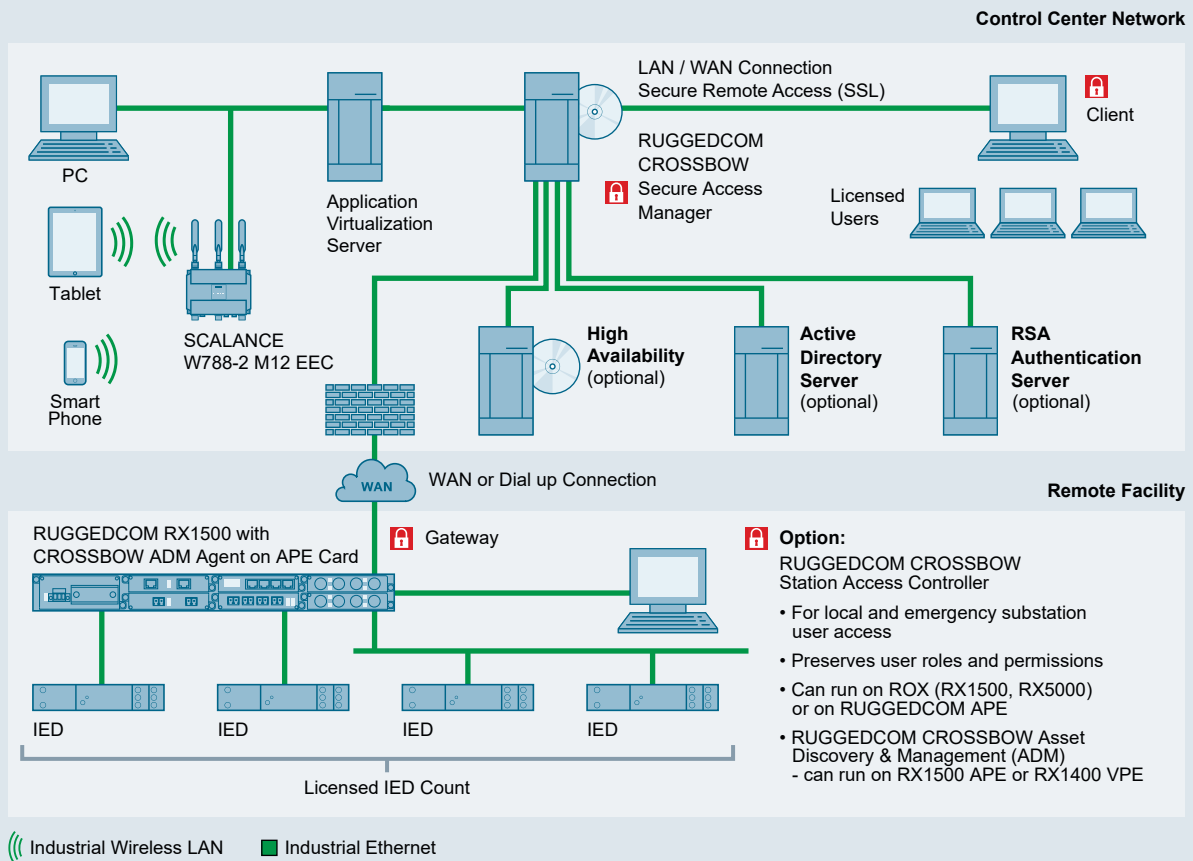 Control Center Network
PC
Application
Virtualization
Server
LAN / WAN Connection
Secure Remote Access (SSL)
RUGGEDCOM
CROSSBOW
Secure Access
Manager
Client
Licensed
Users
Tablet
SCALANCE
W788-2 M12 EEC
Smart
Phone
High
Availability
(optional)
Active
Directory
Server
(optional)
RSA
Authentication
Server
(optional)
WAN
WAN or Dial up Connection
Remote Facility
RUGGEDCOM RX1500 with
CROSSBOW ADM Agent on APE Card
Gateway
IED
IED
IED
IED
Licensed IED Count
Option:
RUGGEDCOM CROSSBOW
Station Access Controller
• For local and emergency substation
user access
• Preserves user roles and permissions
• Can run on ROX (RX1500, RX5000)
or on RUGGEDCOM APE
• RUGGEDCOM CROSSBOW Asset
Discovery & Management (ADM)
- can run on RX1500 APE or RX1400 VPE
Industrial Wireless LAN
Industrial Ethernet